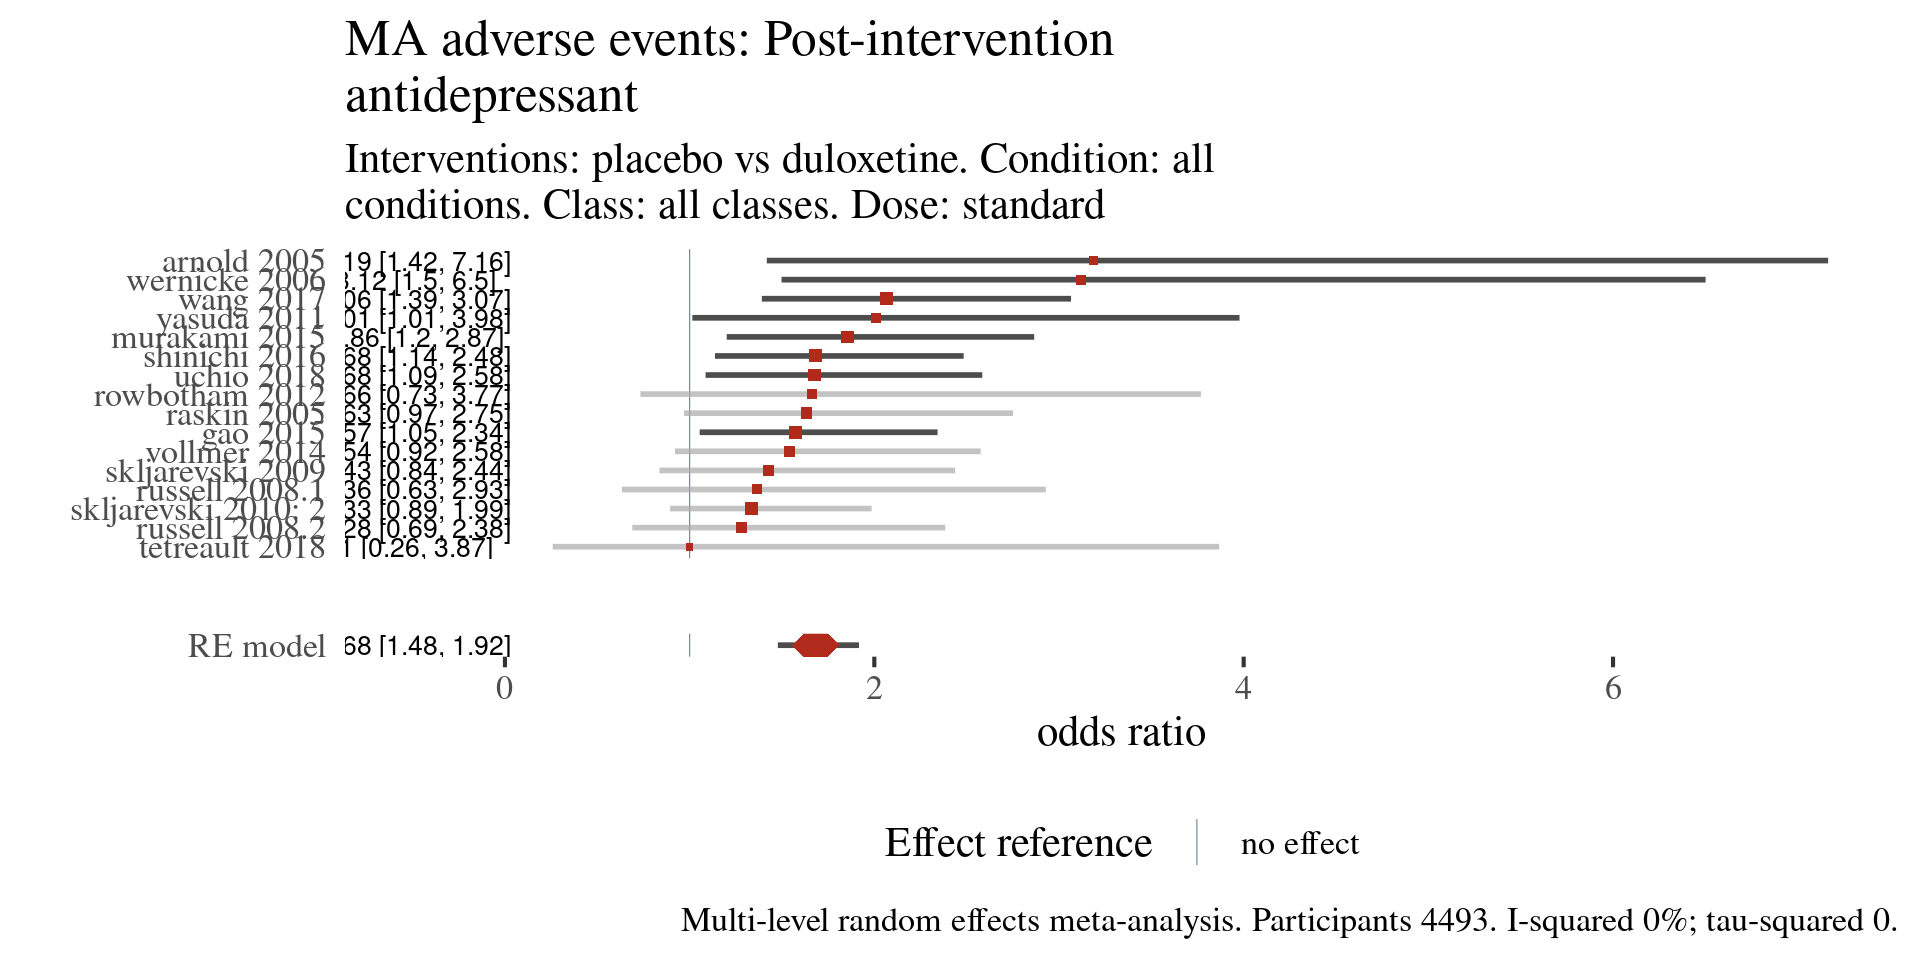 MA adverse events: Post-intervention
antidepressant
Interventions: placebo vs duloxetine. Condition: all
conditions. Class: all classes. Dose: standard
arnold 2005 19 [1.42, 7.16]
wernicke 2006 3.12 [1.5, 6.5]
wang 2017 06 [1.39, 3.07]
yasuda 2011 01 [1.01, 3.98]
murakami 2015 .86 [1.2, 2.87]
shinichi 2016 68 [1.14, 2.48]
uchio 2018 68 [1.09, 2.58]
rowbotham 2012 66 [0.73, 3.77]
raskin 2005 63 [0.97, 2.75]
gao 2015 57 [1.05, 2.34]
vollmer 2014 54 [0.92, 2.58]
skljarevski 2009 43 [0.84, 2.44]
russell 2008.1 36 [0.63, 2.93]
skljarevski 2010: 2 33 [0.89, 1.99]
russell 2008.2 28 [0.69, 2.38]
tetreault 2018 1 [0.26, 3.87]
RE model 68 [1.48, 1.92]
0 2 4 6
odds ratio
Effect reference no effect
Multi-level random effects meta-analysis. Participants 4493. I-squared 0%; tau-squared 0.